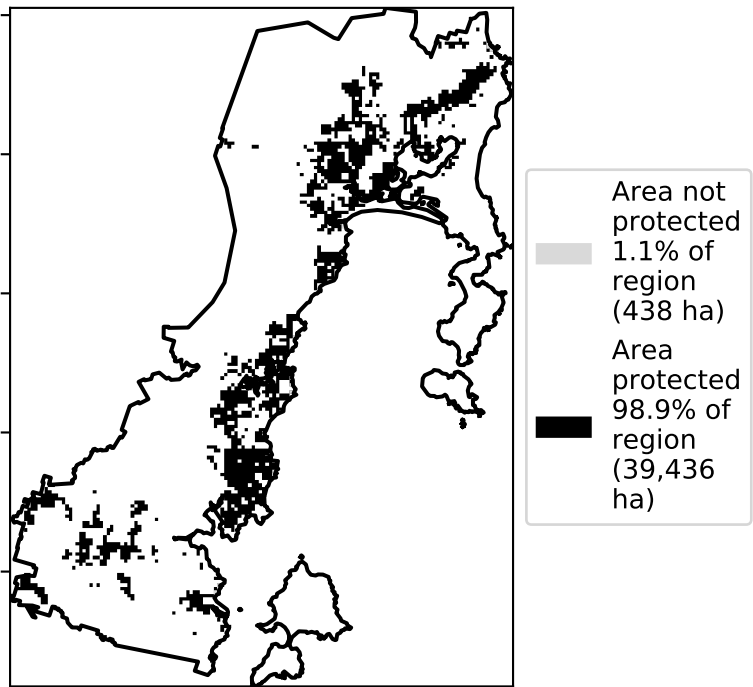 Area not
protected
1.1% of
region
(438 ha)
Area
protected
98.9% of
region
(39,436
ha)